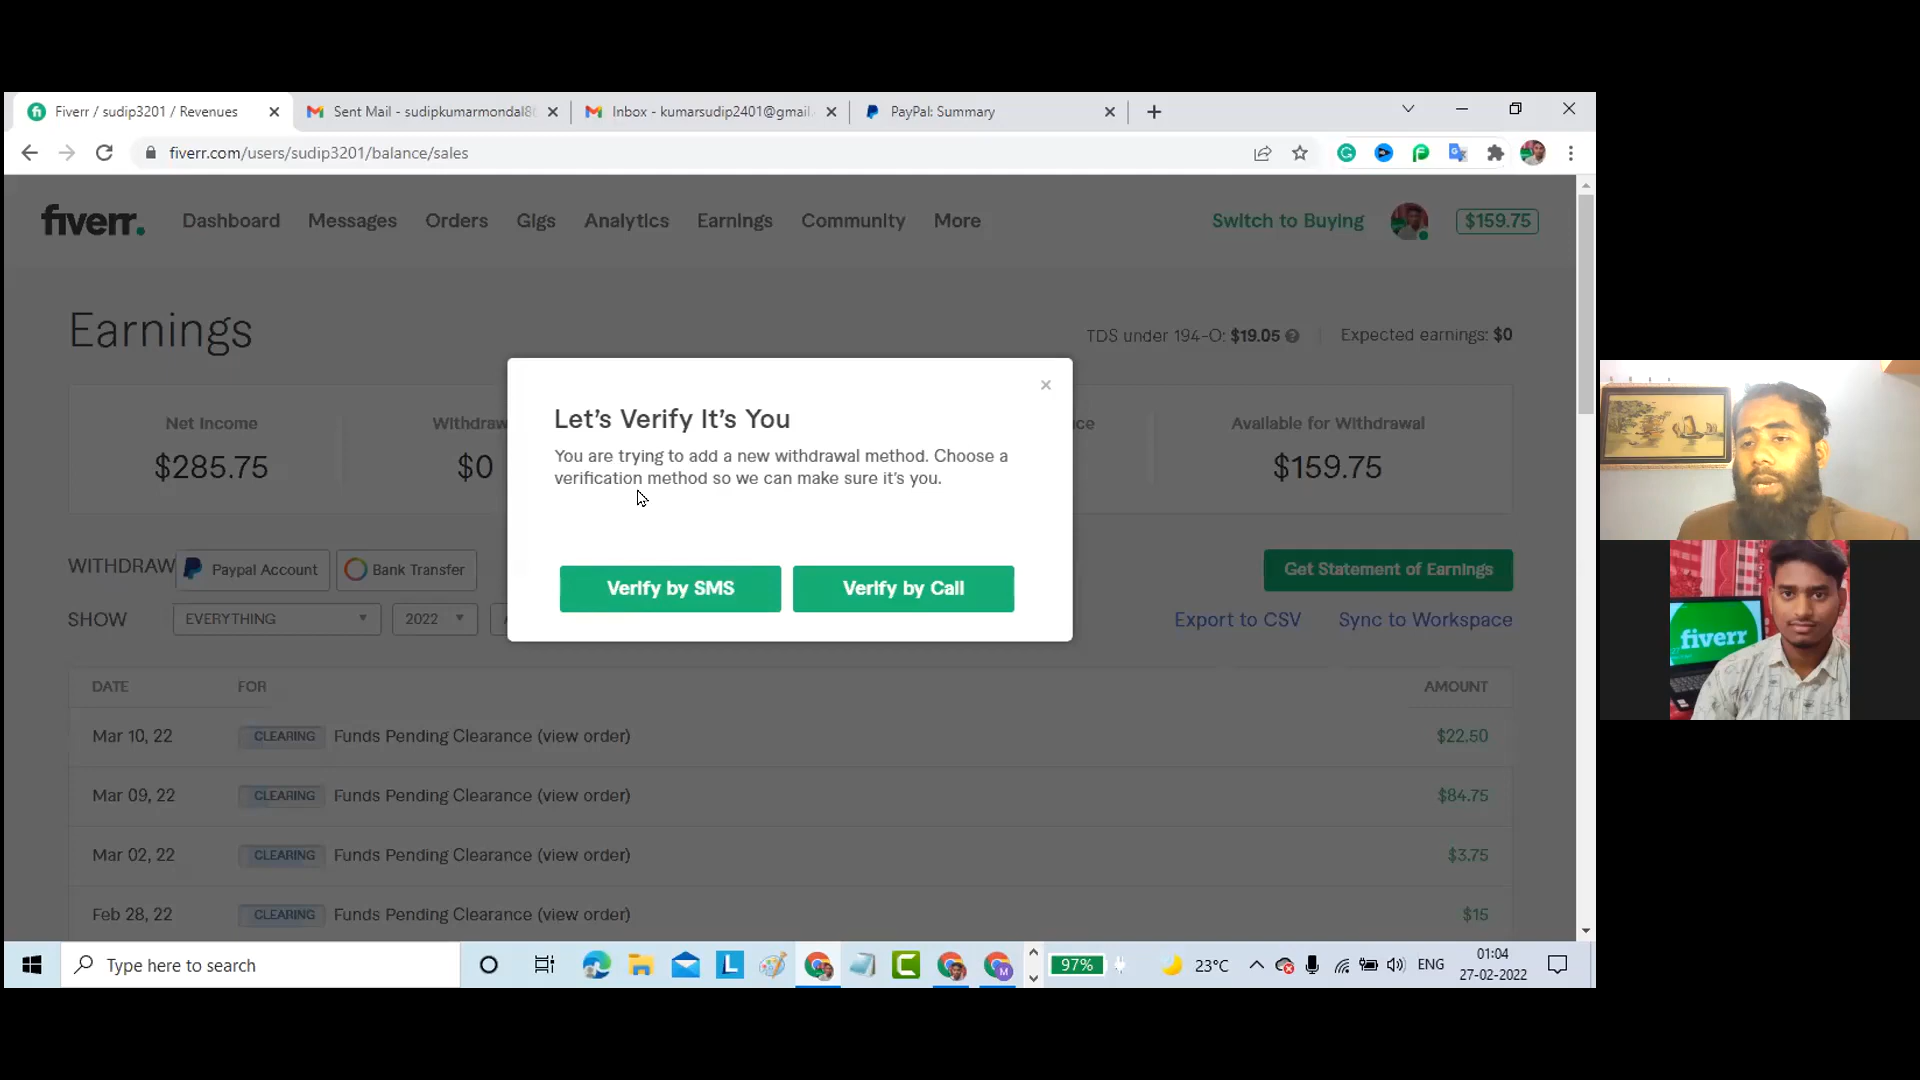 Fiverr / sudip3201 / Revenues
Sent Mail - sudipkumarmondal8
Inbox - kumarsudip2401@gmail.
PayPal: Summary
fiverr.com/users/sudip3201/balance/sales
fiverr.
Dashboard Messages Orders Gigs Analytics Earnings Community More
Switch to Buying
$159.75
Earnings
TDS under 194-O: $19.05
Expected earnings: $0
Net Income
$285.75
Withdraw
$0
ce
Available for Withdrawal
$159.75
Let's Verify It's You
You are trying to add a new withdrawal method. Choose a
verification method so we can make sure it's you.
Verify by SMS
Verify by Call
WITHDRAW
Paypal Account
Bank Transfer
Get Statement of Earnings
SHOW
EVERYTHING
2022
Export to CSV
Sync to Workspace
DATE FOR AMOUNT
Mar 10, 22 CLEARING Funds Pending Clearance (view order) $22.50
Mar 09, 22 CLEARING Funds Pending Clearance (view order) $84.75
Mar 02, 22 CLEARING Funds Pending Clearance (view order) $3.75
Feb 28, 22 CLEARING Funds Pending Clearance (view order) $15
fiverr
Type here to search
L
C
M
97%
23°C
ENG
01:04
27-02-2022